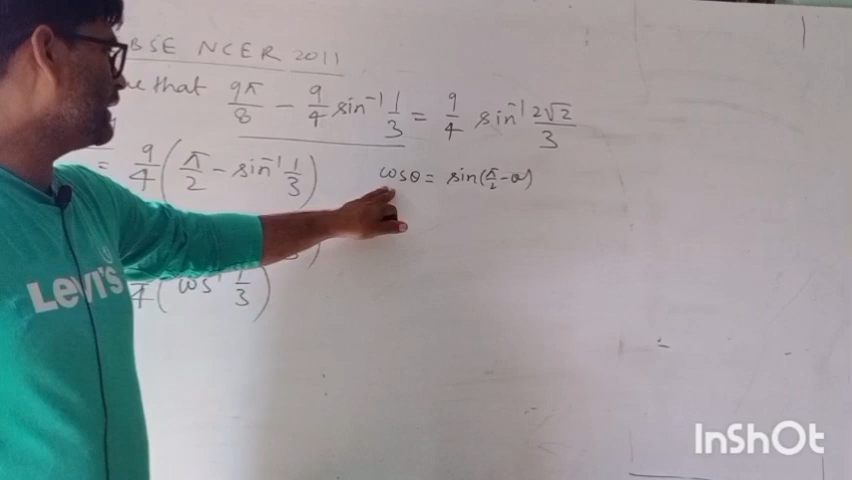 BSE NCER 2011
that 9π/8 - 9/4 sin⁻¹ 1/3 = 9/4 sin⁻¹ 2√2/3
= 9/4 (π/2 - sin⁻¹ 1/3)
cosθ = sin(π/2 - θ)
4 (cos⁻¹ 1/3)
LEVI'S
InShOt